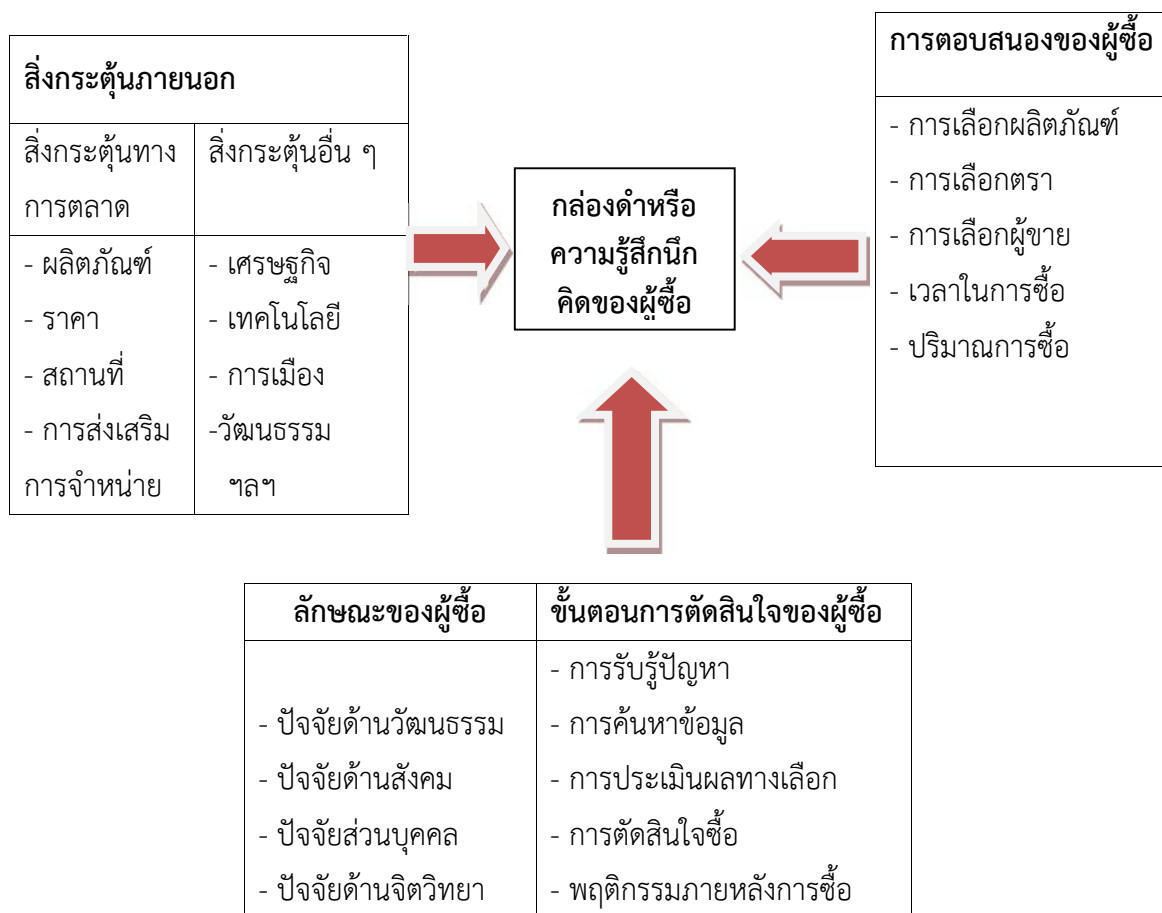 สิ่งกระตุ้นภายนอก
สิ่งกระตุ้นทาง
การตลาด
สิ่งกระตุ้นอื่น ๆ
- ผลิตภัณฑ์
- ราคา
- สถานที่
- การส่งเสริม
การจำหน่าย
- เศรษฐกิจ
- เทคโนโลยี
- การเมือง
-วัฒนธรรม
ฯลฯ
กล่องดำหรือ
ความรู้สึกนึก
คิดของผู้ซื้อ
การตอบสนองของผู้ซื้อ
- การเลือกผลิตภัณฑ์
- การเลือกตรา
- การเลือกผู้ขาย
- เวลาในการซื้อ
- ปริมาณการซื้อ
ลักษณะของผู้ซื้อ
- ปัจจัยด้านวัฒนธรรม
- ปัจจัยด้านสังคม
- ปัจจัยส่วนบุคคล
- ปัจจัยด้านจิตวิทยา
ขั้นตอนการตัดสินใจของผู้ซื้อ
- การรับรู้ปัญหา
- การค้นหาข้อมูล
- การประเมินผลทางเลือก
- การตัดสินใจซื้อ
- พฤติกรรมภายหลังการซื้อ